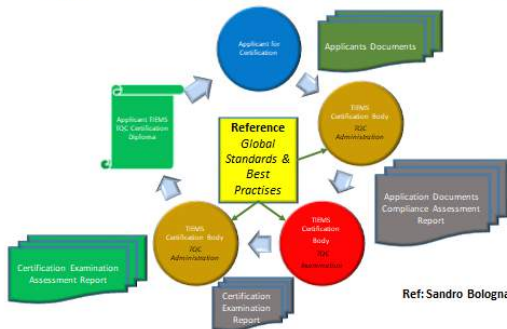 Applicant for
Certification
Applicants Documents
TIEMS
Certification Body
TQC
Administration
Application Documents
Compliance Assessment
Report
TIEMS
Certification
Body
TQC
Examination
Certification
Examination
Report
TIEMS
Certification Body
TQC
Administration
Certification Examination
Assessment Report
Applicant TIEMS
TQC Certification
Diploma
Reference
Global
Standards &
Best
Practises
Ref: Sandro Bologna